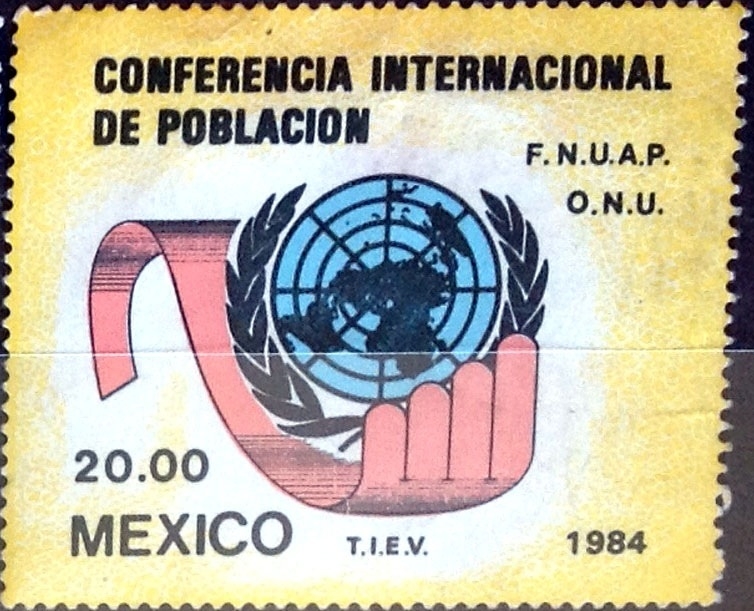 CONFERENCIA INTERNACIONAL
DE POBLACION
F.N.U.A.P.
O.N.U.
20.00
MEXICO
T.I.E.V.
1984